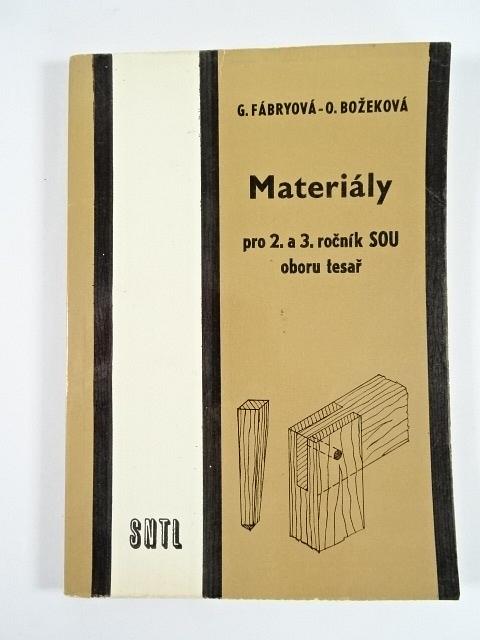 G. FÁBRYOVÁ-O. BOŽEKOVÁ
Materiály
pro 2. a 3. ročník SOU
oboru tesař
SNTL